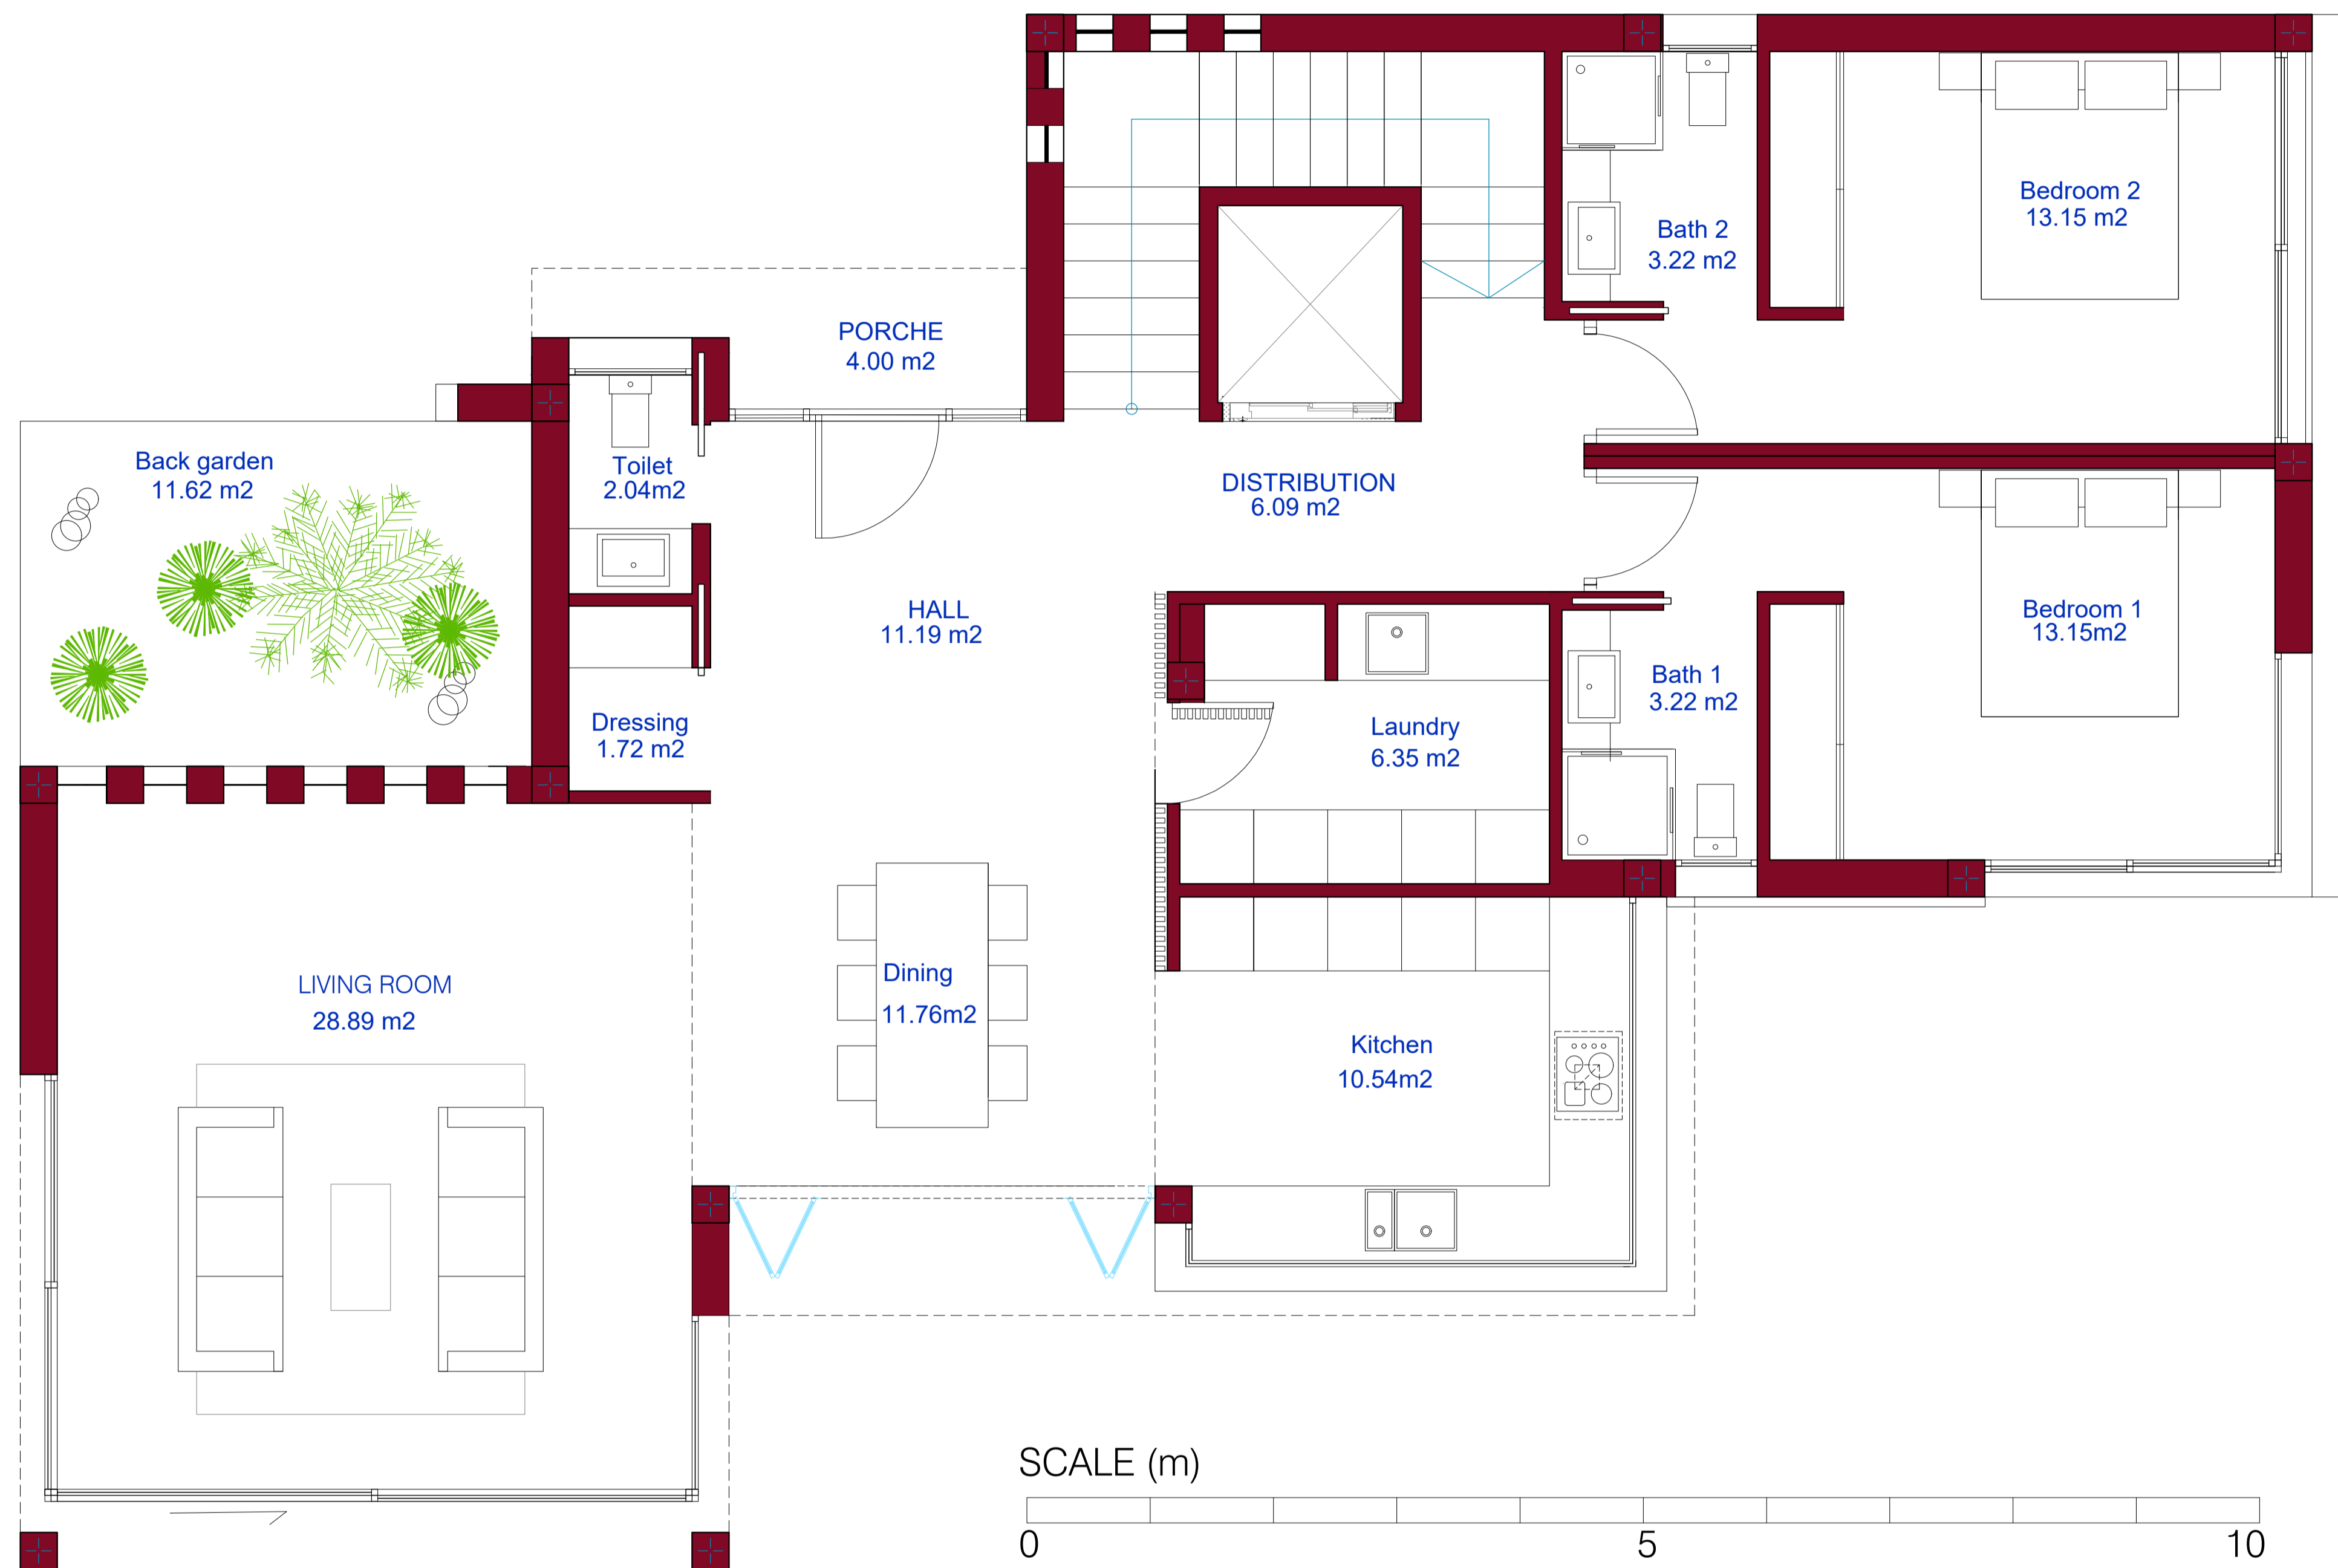 Bedroom 2
13.15 m2
Bath 2
3.22 m2
PORCHE
4.00 m2
Back garden
11.62 m2
Toilet
2.04m2
DISTRIBUTION
6.09 m2
HALL
11.19 m2
Bedroom 1
13.15m2
Bath 1
3.22 m2
Dressing
1.72 m2
Laundry
6.35 m2
LIVING ROOM
28.89 m2
Dining
11.76m2
Kitchen
10.54m2
SCALE (m)
0 5 10